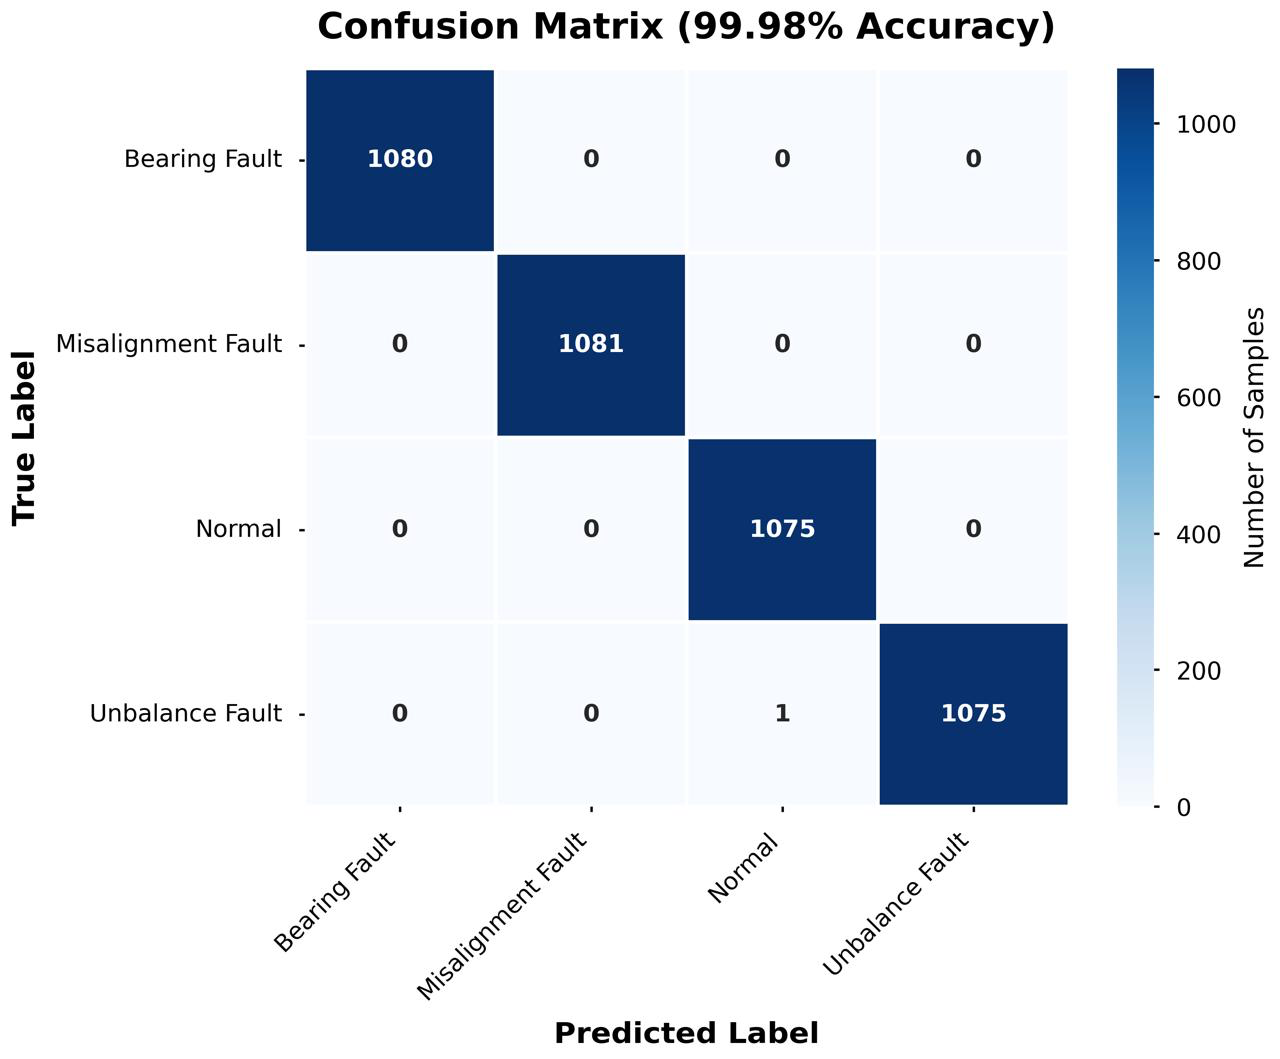 Confusion Matrix (99.98% Accuracy)
True Label
Bearing Fault 1080 0 0 0
Misalignment Fault 0 1081 0 0
Normal 0 0 1075 0
Unbalance Fault 0 0 1 1075
Bearing Fault
Misalignment Fault
Normal
Unbalance Fault
Predicted Label
1000
800
600
400
200
0
Number of Samples